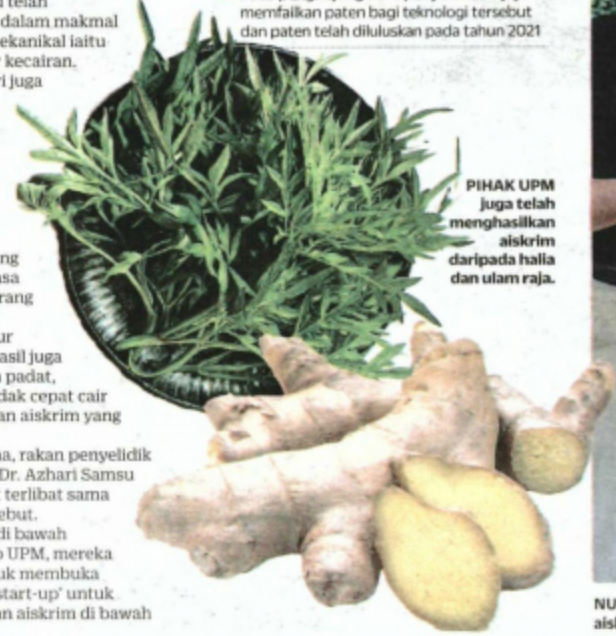 telah
dalam makmal
ekanikal iaitu
kecairan.
i juga
ng
asa
rang
ur
asil juga
padat,
dak cepat cair
an aiskrim yang
na, rakan penyelidik
Dr. Azhari Samsu
terlibat sama
ebut.
di bawah
UPM, mereka
uk membuka
start-up' untuk
an aiskrim di bawah
memfailkan paten bagi teknologi tersebut
dan paten telah diluluskan pada tahun 2021
PIHAK UPM
juga telah
menghasilkan
aiskrim
daripada halia
dan ulam raja.
NU
ais